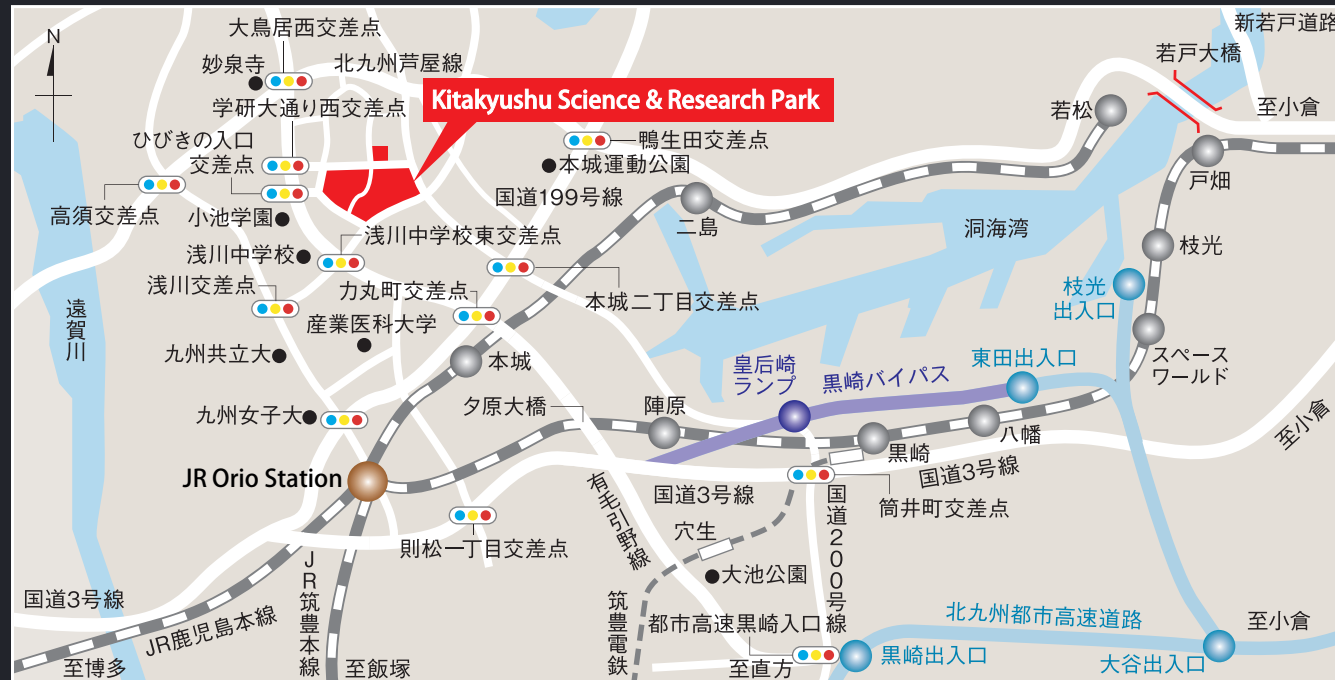 大鳥居西交差点
新若戸道路
N
若戸大橋
妙泉寺
北九州芦屋線
Kitakyushu Science & Research Park
至小倉
学研大通り西交差点
若松
ひびきの入口
交差点
鴨生田交差点
本城運動公園
戸畑
国道199号線
高須交差点
小池学園
二島
洞海湾
浅川中学校東交差点
浅川中学校
枝光
浅川交差点
力丸町交差点
本城二丁目交差点
枝光
出入口
遠賀川
産業医科大学
九州共立大
本城
皇后崎
ランプ
黒崎バイパス
東田出入口
スペース
ワールド
九州女子大
夕原大橋
陣原
八幡
至小倉
黒崎
JR Orio Station
国道3号線
国道3号線
有毛引野線
国道200号線
筒井町交差点
穴生
則松一丁目交差点
大池公園
JR筑豊本線
国道3号線
筑豊電鉄
JR鹿児島本線
都市高速黒崎入口
北九州都市高速道路
至小倉
至博多
至飯塚
至直方
黒崎出入口
大谷出入口